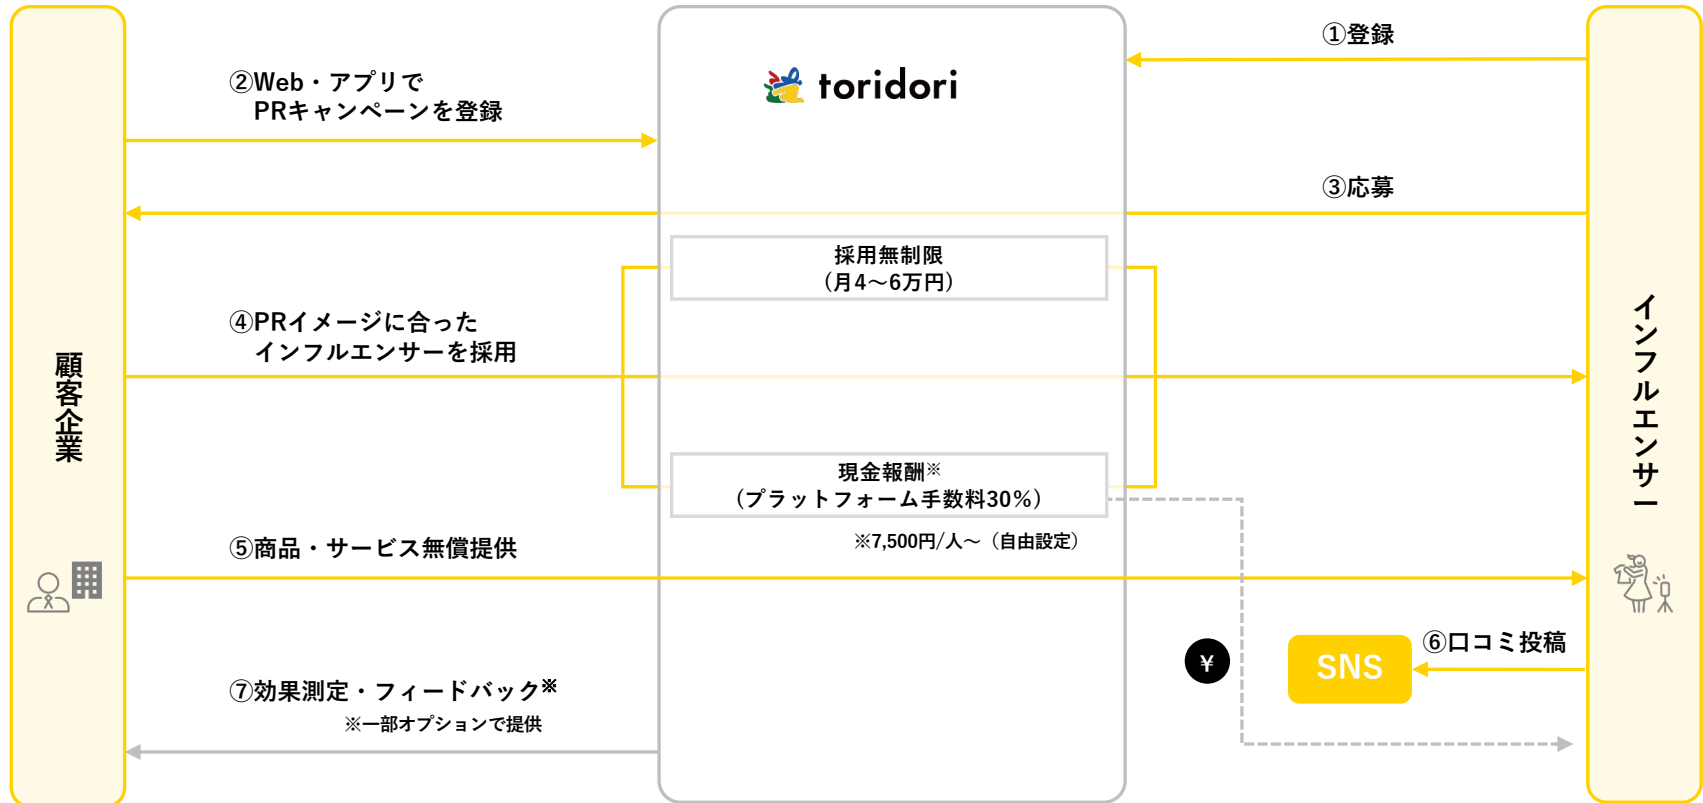 顧客企業
②Web・アプリで
PRキャンペーンを登録
④PRイメージに合った
インフルエンサーを採用
⑤商品・サービス無償提供
⑦効果測定・フィードバック※
※一部オプションで提供
toridori
採用無制限
(月4～6万円)
現金報酬※
(プラットフォーム手数料30%)
※7,500円/人～（自由設定）
①登録
③応募
¥
SNS
⑥口コミ投稿
インフルエンサー